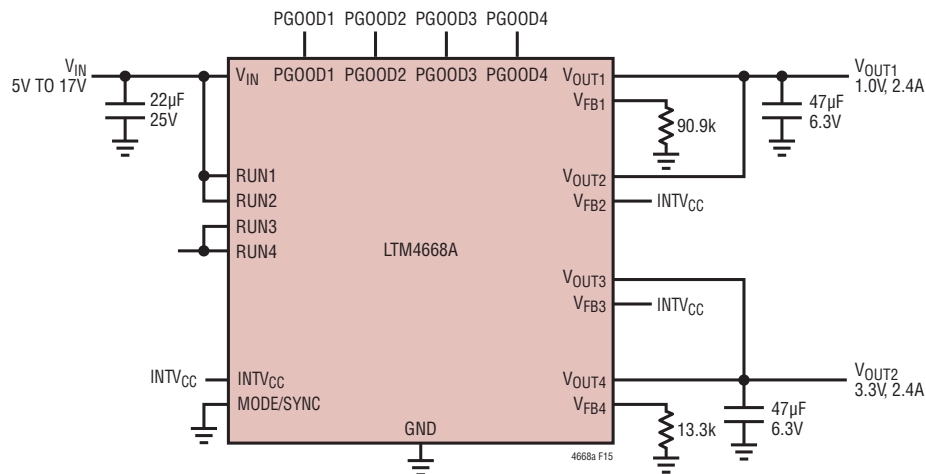 PGOOD1 PGOOD2 PGOOD3 PGOOD4
VIN
5V TO 17V
22µF
25V
VIN
PGOOD1 PGOOD2 PGOOD3 PGOOD4
VOUT1
VFB1
90.9k
VOUT1
1.0V, 2.4A
47µF
6.3V
RUN1
RUN2
RUN3
RUN4
VOUT2
VFB2
INTVCC
LTM4668A
VOUT3
VFB3
INTVCC
INTVCC
INTVCC
MODE/SYNC
GND
VOUT4
VFB4
13.3k
VOUT2
3.3V, 2.4A
47µF
6.3V
4668a F15